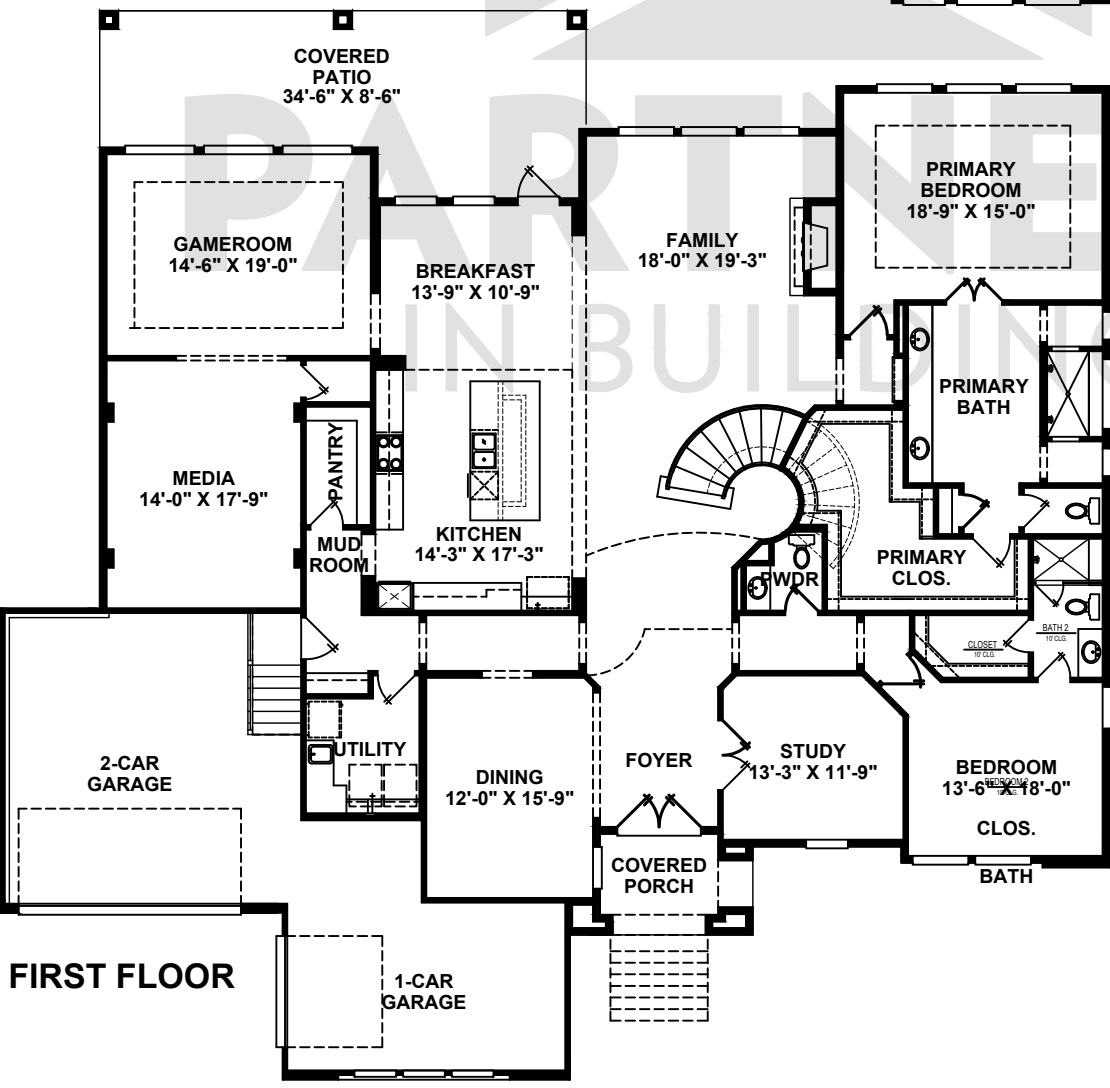 COVERED
PATIO
34'-6" X 8'-6"
PARTNE
IN BUILDING
PRIMARY
BEDROOM
18'-9" X 15'-0"
GAMEROOM
14'-6" X 19'-0"
FAMILY
18'-0" X 19'-3"
BREAKFAST
13'-9" X 10'-9"
PRIMARY
BATH
PANTRY
MEDIA
14'-0" X 17'-9"
KITCHEN
14'-3" X 17'-3"
MUD
ROOM
PRIMARY
CLOS.
PWDR
BATH 2
10' CLG.
CLOSET
10' CLG.
UTILITY
2-CAR
GARAGE
DINING
12'-0" X 15'-9"
FOYER
STUDY
13'-3" X 11'-9"
BEDROOM
13'-6" X 18'-0"
CLOS.
BATH
COVERED
PORCH
FIRST FLOOR
1-CAR
GARAGE